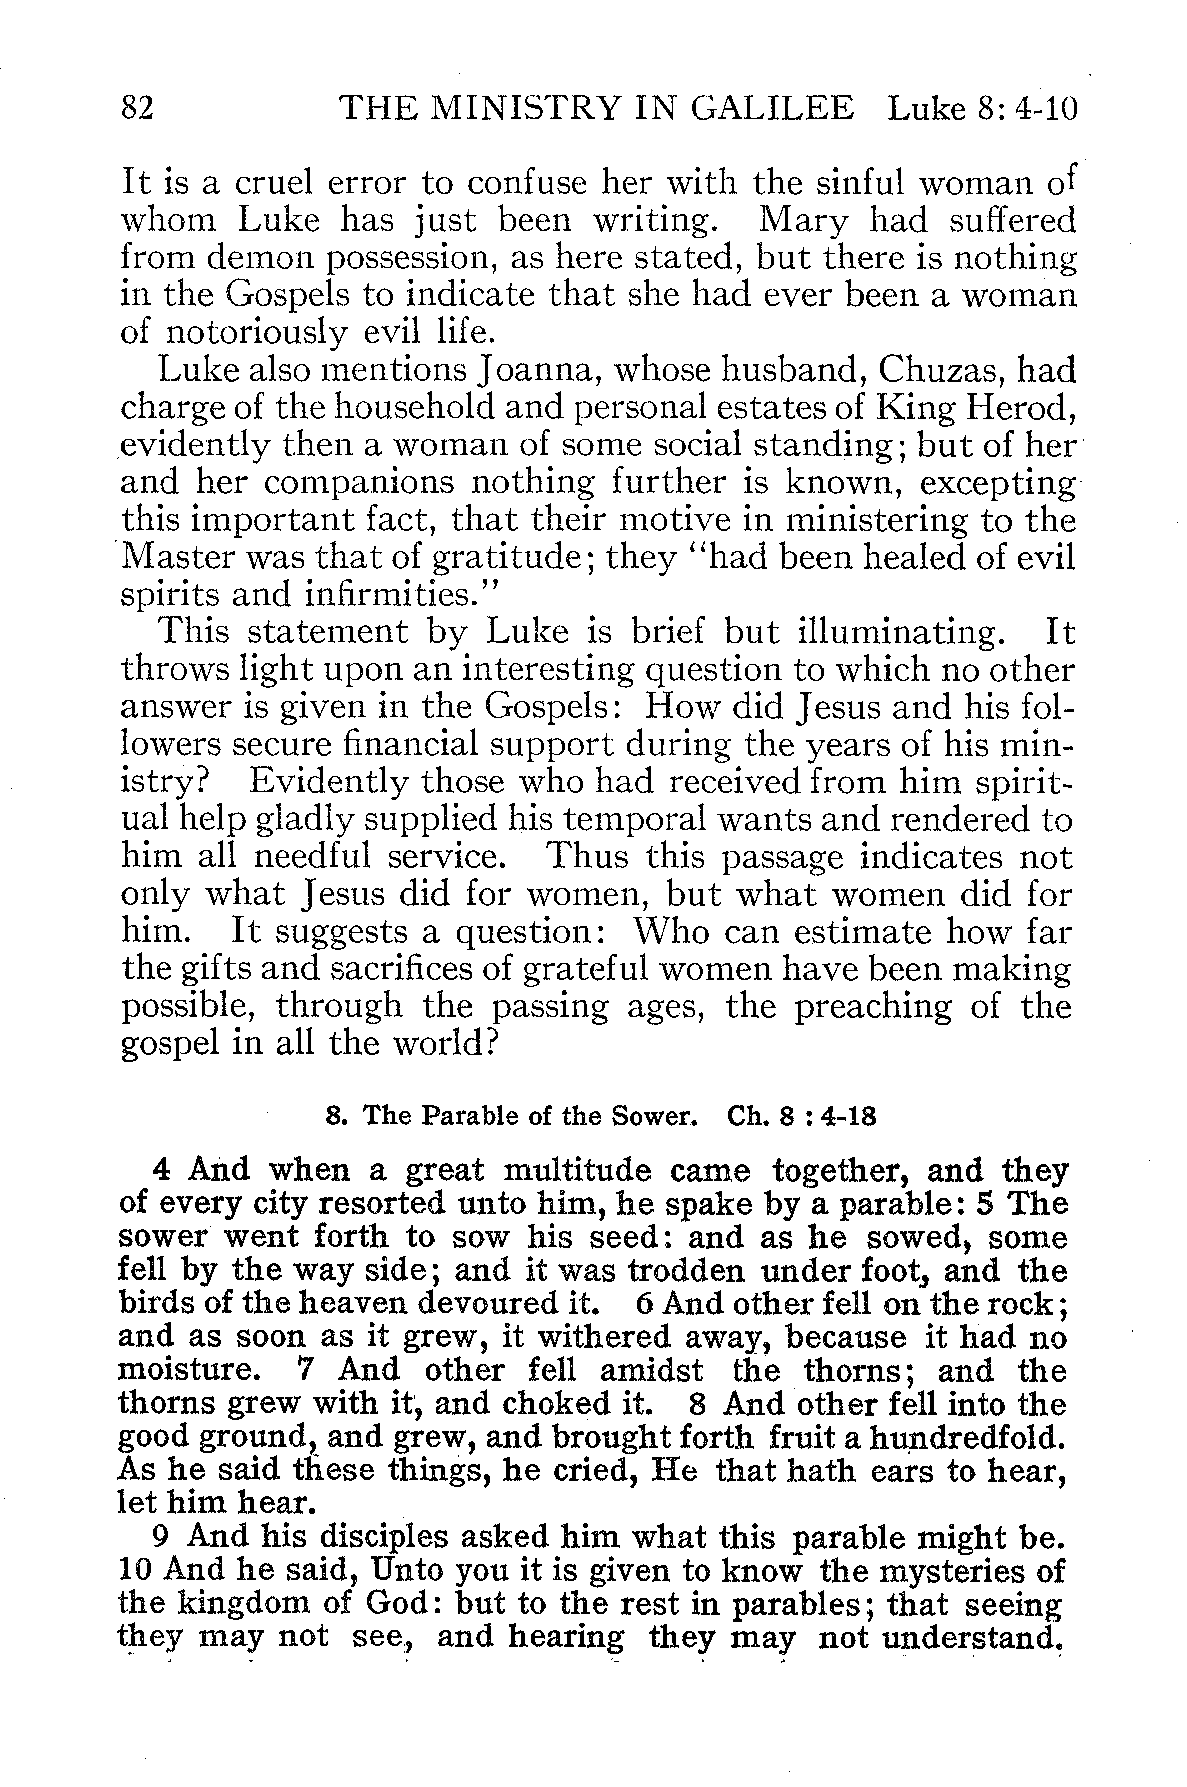 82 THE MINISTRY IN GALILEE Luke 8: 4-10
It is a cruel error to confuse her with the sinful woman of
whom Luke has just been writing. Mary had suffered
from demon possession, as here stated, but there is nothing
in the Gospels to indicate that she had ever been a woman
of notoriously evil life.
Luke also mentions Joanna, whose husband, Chuzas, had
charge of the household and personal estates of King Herod,
evidently then a woman of some social standing; but of her
and her companions nothing further is known, excepting
this important fact, that their motive in ministering to the
Master was that of gratitude; they "had been healed of evil
spirits and infirmities."
This statement by Luke is brief but illuminating. It
throws light upon an interesting question to which no other
answer is given in the Gospels: How did Jesus and his fol-
lowers secure financial support during the years of his min-
istry? Evidently those who had received from him spirit-
ual help gladly supplied his temporal wants and rendered to
him all needful service. Thus this passage indicates not
only what Jesus did for women, but what women did for
him. It suggests a question: Who can estimate how far
the gifts and sacrifices of grateful women have been making
possible, through the passing ages, the preaching of the
gospel in all the world?
8. The Parable of the Sower. Ch. 8 : 4-18
4 And when a great multitude came together, and they
of every city resorted unto him, he spake by a parable: 5 The
sower went forth to sow his seed: and as he sowed, some
fell by the way side; and it was trodden under foot, and the
birds of the heaven devoured it. 6 And other fell on the rock;
and as soon as it grew, it withered away, because it had no
moisture. 7 And other fell amidst the thorns; and the
thorns grew with it, and choked it. 8 And other fell into the
good ground, and grew, and brought forth fruit a hundredfold.
As he said these things, he cried, He that hath ears to hear,
let him hear.
9 And his disciples asked him what this parable might be.
10 And he said, Unto you it is given to know the mysteries of
the kingdom of God: but to the rest in parables; that seeing
they may not see, and hearing they may not understand.